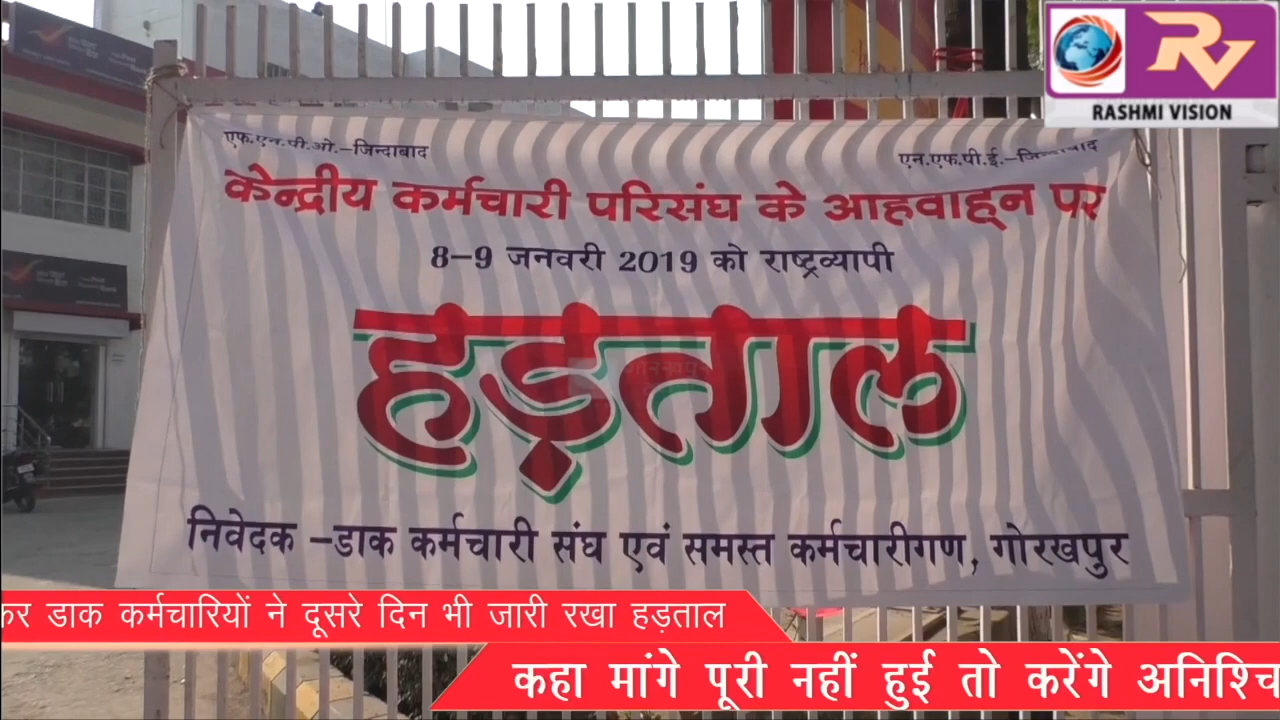 RASHMI VISION
एफ.एन.पी.ओ.–जिन्दाबाद
एन.एफ.पी.ई.–जिन्दाबाद
केन्द्रीय कर्मचारी परिसंघ के आहवाह्न पर
8–9 जनवरी 2019 को राष्ट्रव्यापी
हड़ताल
निवेदक –डाक कर्मचारी संघ एवं समस्त कर्मचारीगण, गोरखपुर
कर डाक कर्मचारियों ने दूसरे दिन भी जारी रखा हड़ताल
कहा मांगे पूरी नहीं हुई तो करेंगे अनिश्चि